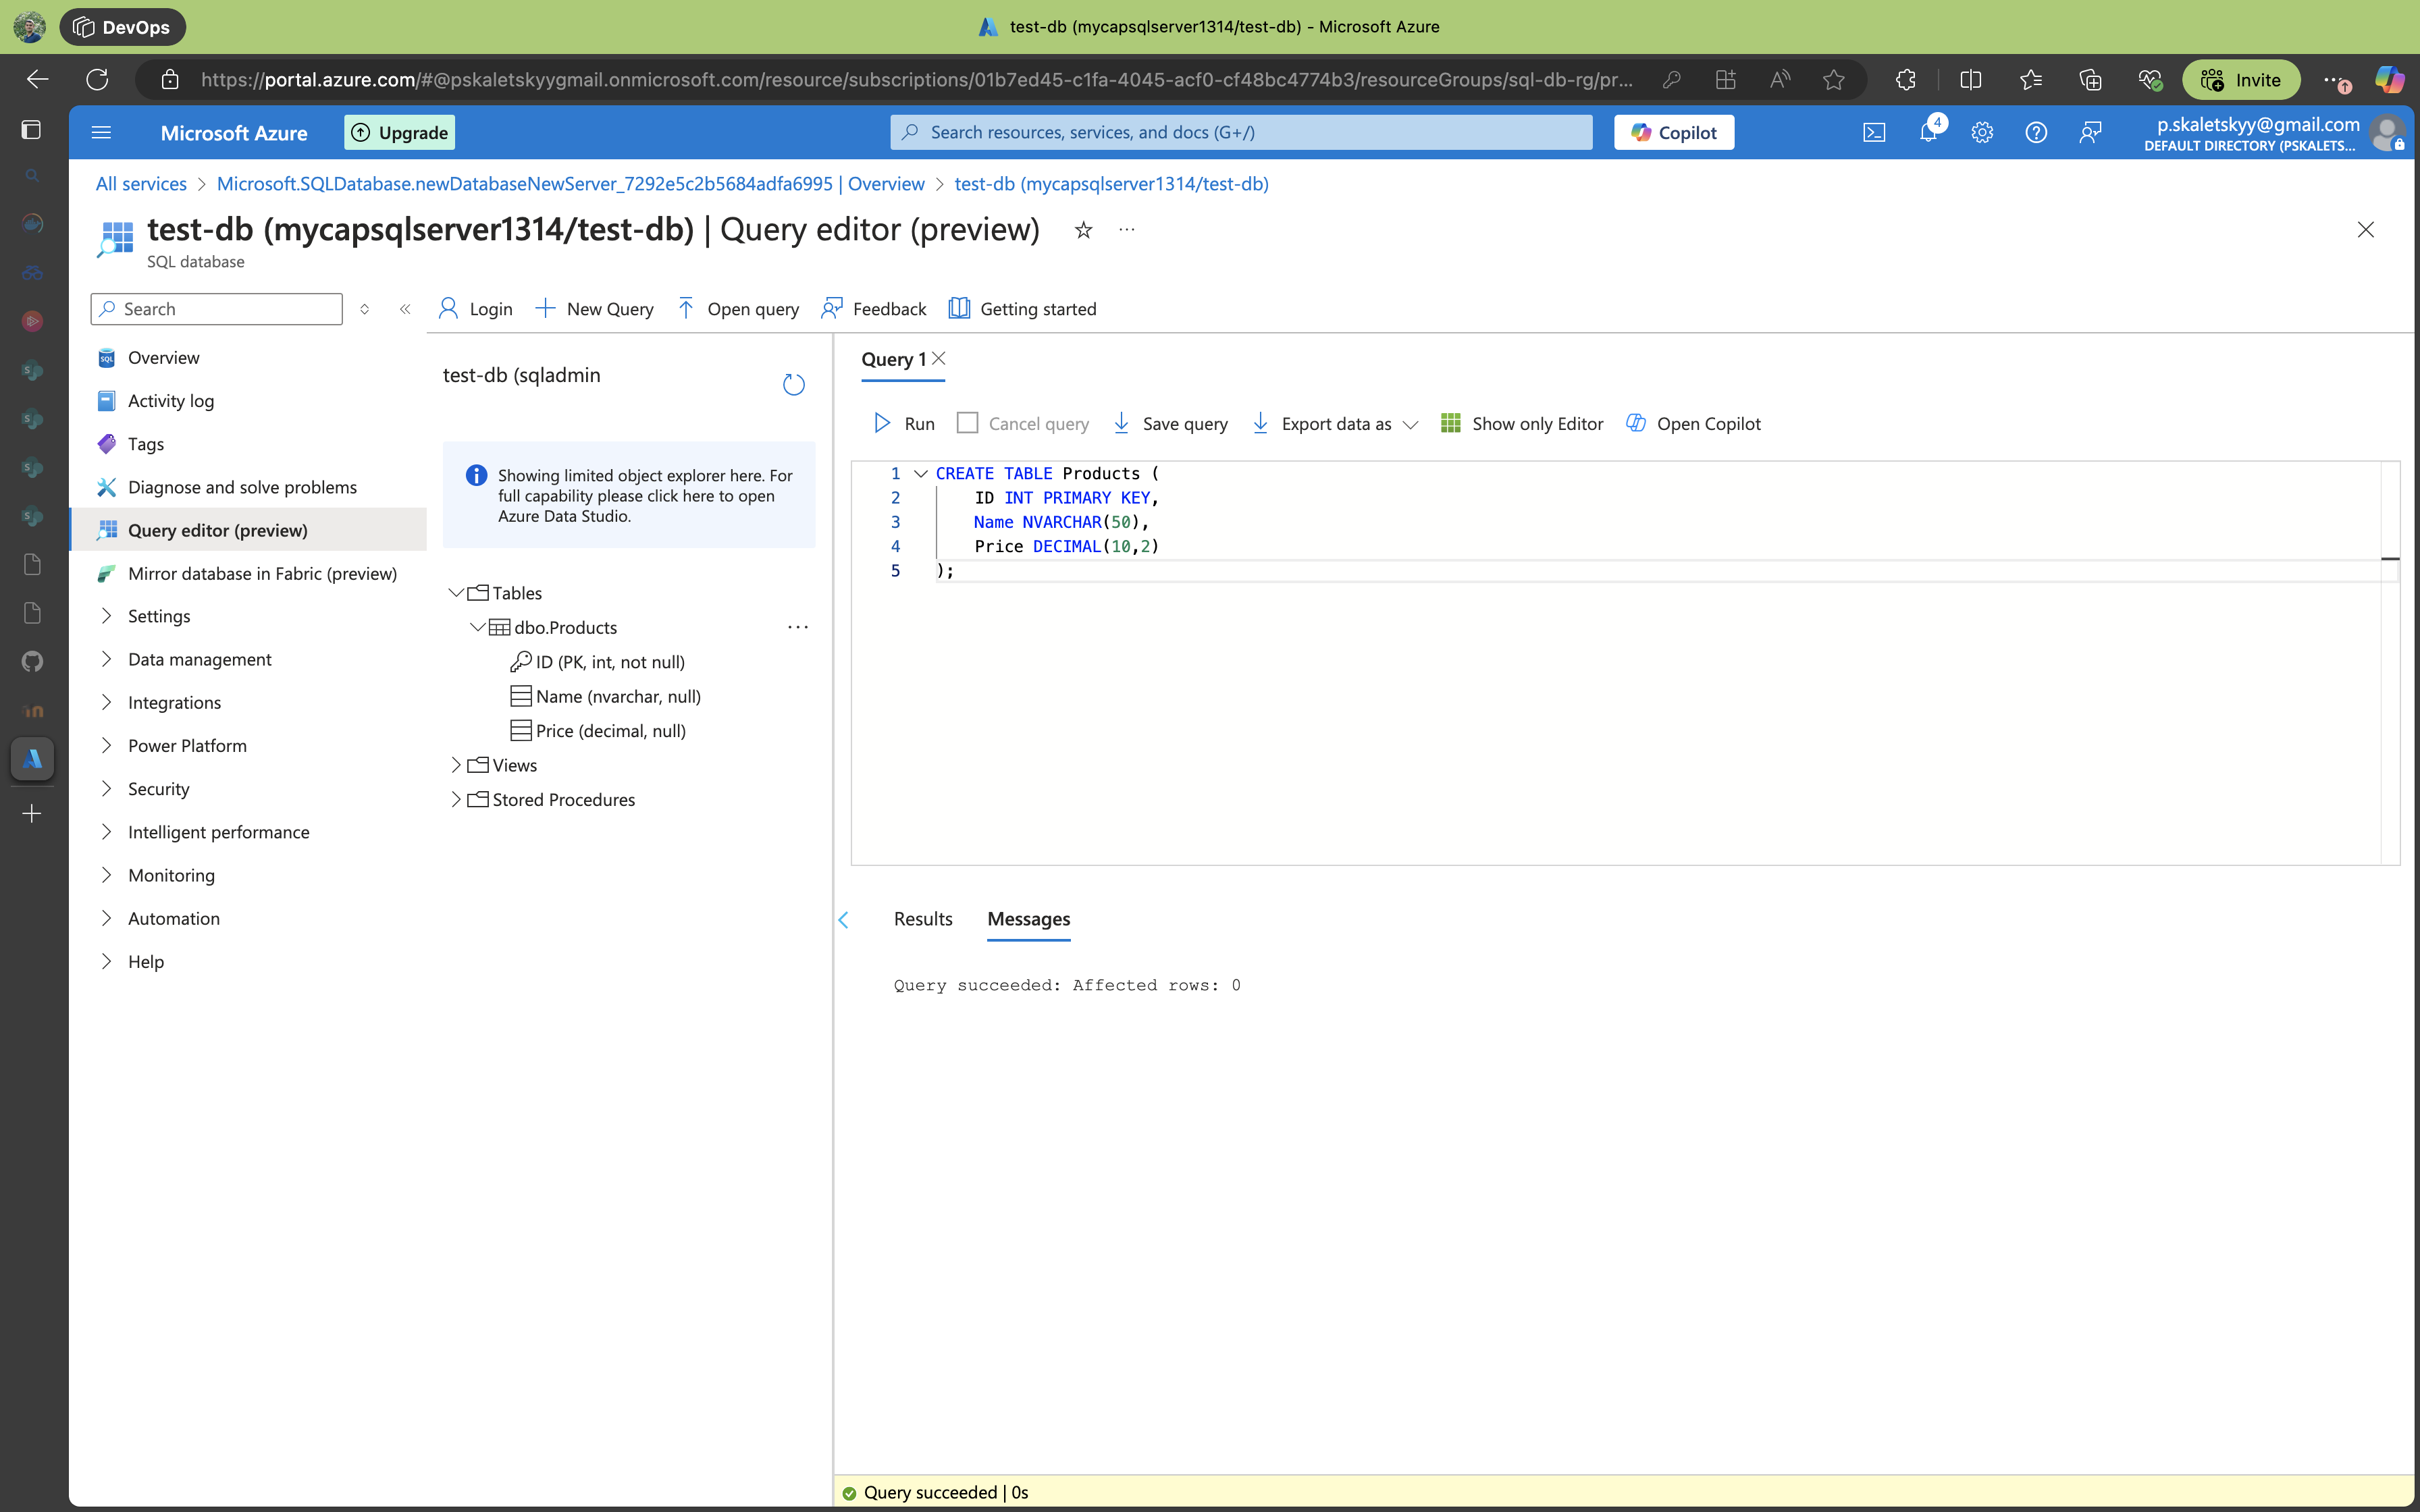 DevOps
test-db (mycapsqlserver1314/test-db) - Microsoft Azure
https://portal.azure.com/#@pskaletskyygmail.onmicrosoft.com/resource/subscriptions/01b7ed45-c1fa-4045-acf0-cf48bc4774b3/resourceGroups/sql-db-rg/pr...
Invite
Microsoft Azure
Upgrade
Search resources, services, and docs (G+/)
Copilot
4
p.skaletskyy@gmail.com
DEFAULT DIRECTORY (PSKALETS...
All services > Microsoft.SQLDatabase.newDatabaseNewServer_7292e5c2b5684adfa6995 | Overview > test-db (mycapsqlserver1314/test-db)
test-db (mycapsqlserver1314/test-db) | Query editor (preview)
SQL database
Search
Overview
Activity log
Tags
Diagnose and solve problems
Query editor (preview)
Mirror database in Fabric (preview)
Settings
Data management
Integrations
Power Platform
Security
Intelligent performance
Monitoring
Automation
Help
Login
New Query
Open query
Feedback
Getting started
test-db (sqladmin
Showing limited object explorer here. For
full capability please click here to open
Azure Data Studio.
Tables
dbo.Products
ID (PK, int, not null)
Name (nvarchar, null)
Price (decimal, null)
Views
Stored Procedures
Query 1
Run
Cancel query
Save query
Export data as
Show only Editor
Open Copilot
1 CREATE TABLE Products (
2 ID INT PRIMARY KEY,
3 Name NVARCHAR(50),
4 Price DECIMAL(10,2)
5 );
Results
Messages
Query succeeded: Affected rows: 0
Query succeeded | 0s